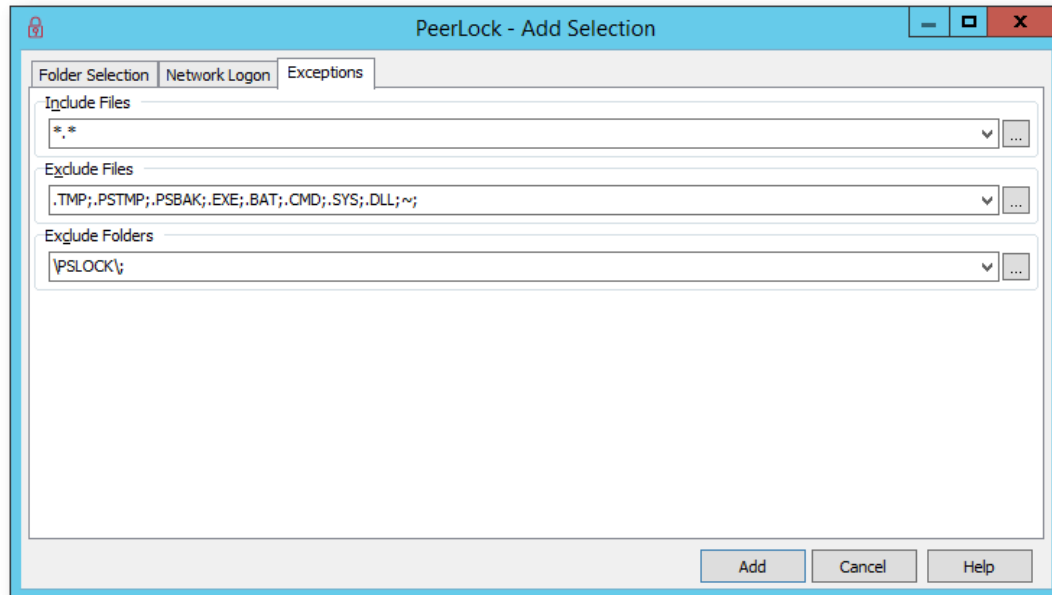 PeerLock - Add Selection
Folder Selection Network Logon Exceptions
Include Files
*.*
...
Exclude Files
.TMP;.PSTMP;.PSBAK;.EXE;.BAT;.CMD;.SYS;.DLL;~;
...
Exclude Folders
\PSLOCK\;
...
Add Cancel Help